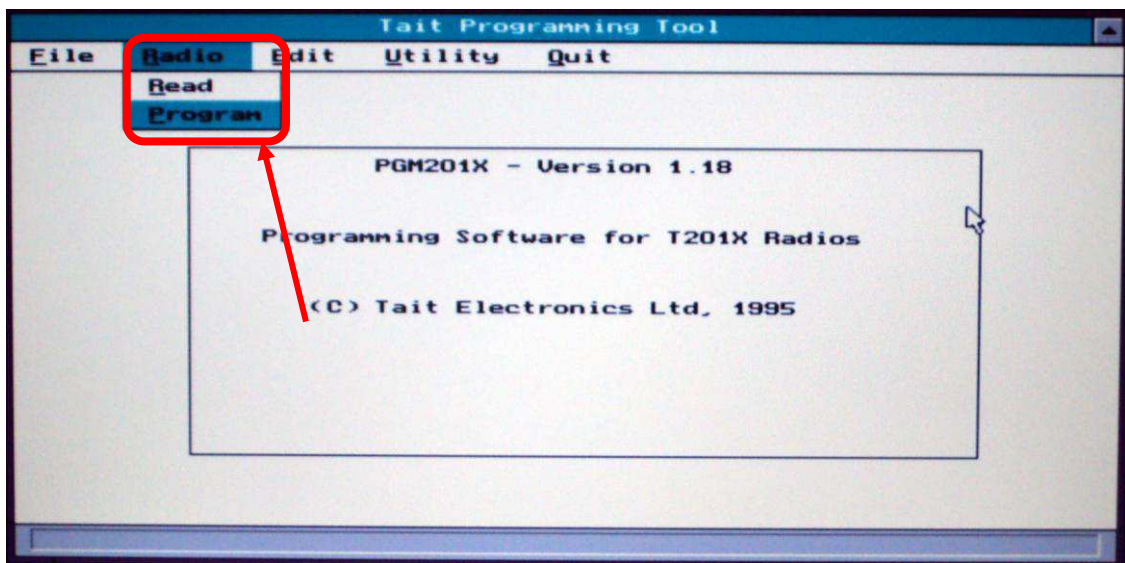 Tait Programming Tool
File Radio Edit Utility Quit
Read
Program
PGM201X - Version 1.18
Programming Software for T201X Radios
(C) Tait Electronics Ltd, 1995